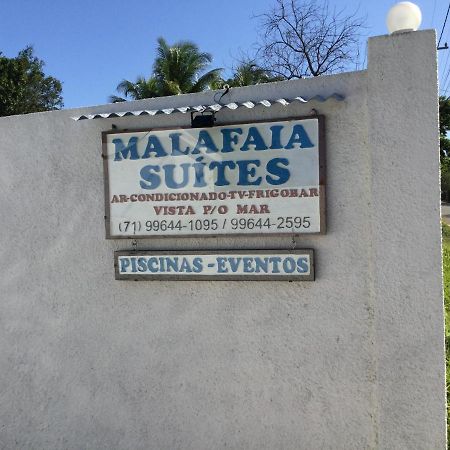 MALAFAIA
SUÍTES
AR-CONDICIONADO-TV-FRIGOBAR
VISTA P/O MAR
(71) 99644-1095 / 99644-2595
PISCINAS - EVENTOS